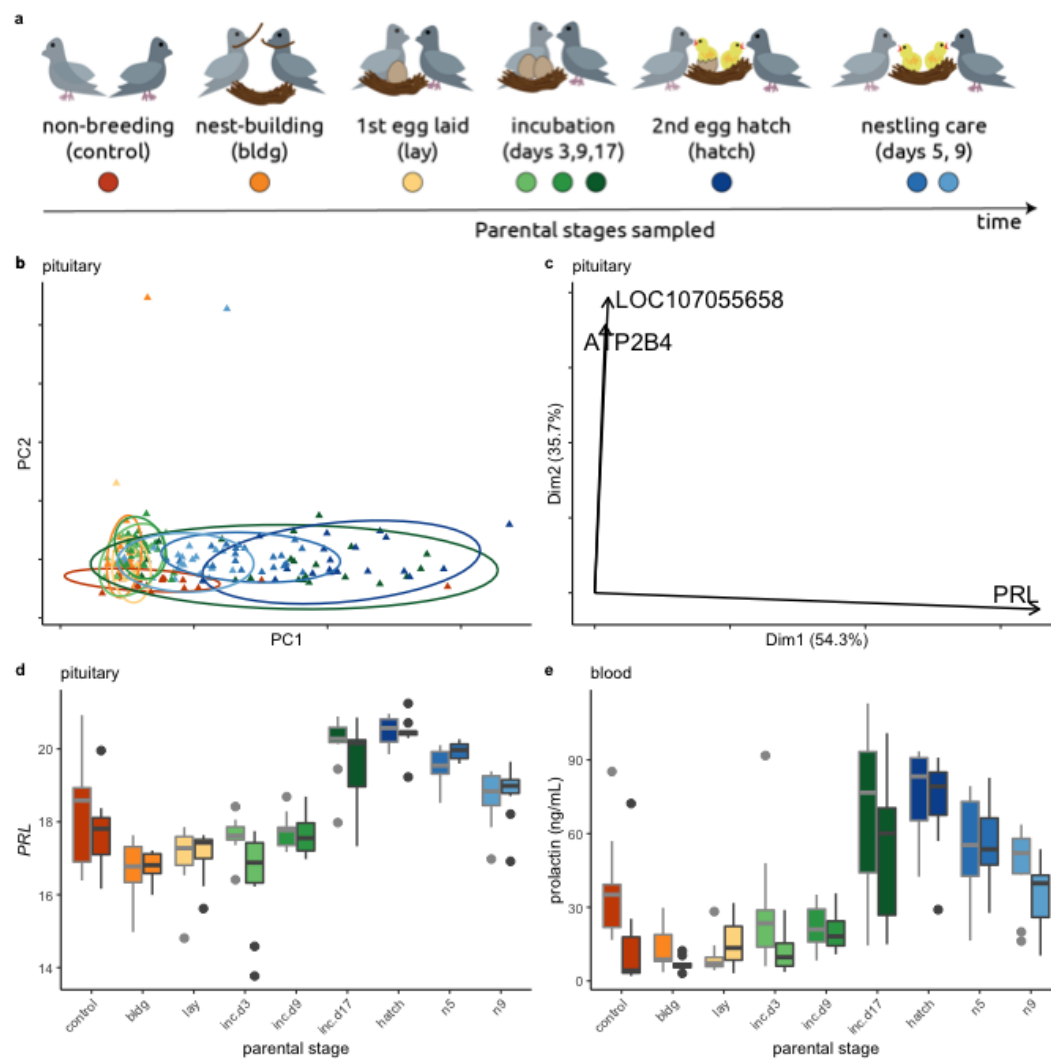 a
non-breeding
(control)
nest-building
(bldg)
1st egg laid
(lay)
incubation
(days 3,9,17)
2nd egg hatch
(hatch)
nestling care
(days 5, 9)
time
Parental stages sampled
b pituitary
PC2
PC1
c pituitary
LOC107055658
ATP2B4
PRL
Dim2 (35.7%)
Dim1 (54.3%)
d pituitary
PRL
20
18
16
14
control
bldg
lay
inc.d3
inc.d9
inc.d17
hatch
n5
n9
parental stage
e blood
prolactin (ng/mL)
90
60
30
0
control
bldg
lay
inc.d3
inc.d9
inc.d17
hatch
n5
n9
parental stage